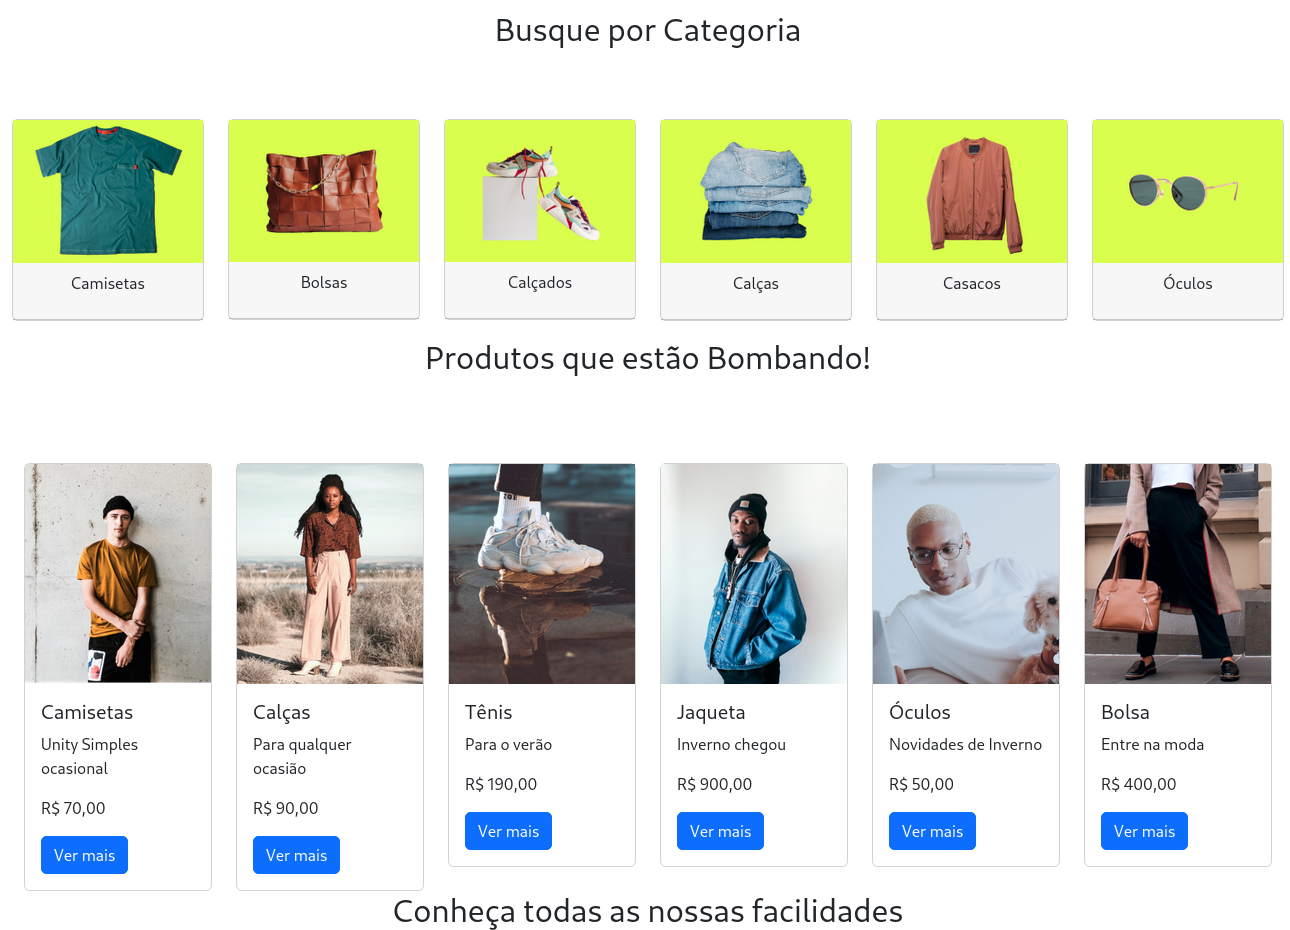 Busque por Categoria
Camisetas
Bolsas
Calçados
Calças
Casacos
Óculos
Produtos que estão Bombando!
ZOE
Camisetas
Unity Simples
ocasional
R$ 70,00
Ver mais
Calças
Para qualquer
ocasião
R$ 90,00
Ver mais
Tênis
Para o verão
R$ 190,00
Ver mais
Jaqueta
Inverno chegou
R$ 900,00
Ver mais
Óculos
Novidades de Inverno
R$ 50,00
Ver mais
Bolsa
Entre na moda
R$ 400,00
Ver mais
Conheça todas as nossas facilidades